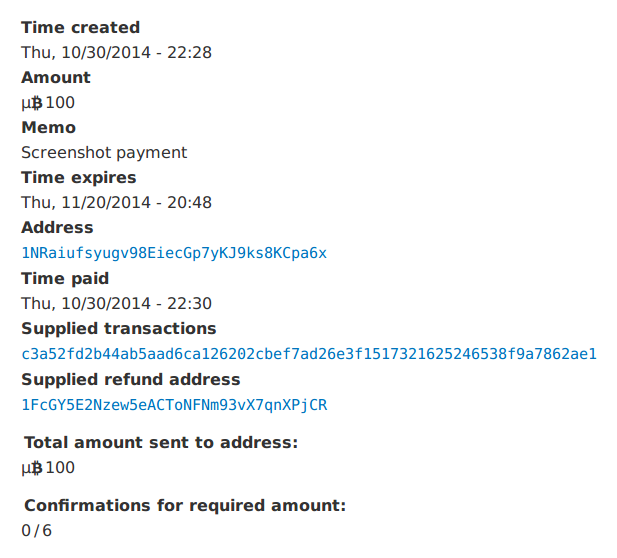 Time created
Thu, 10/30/2014 - 22:28
Amount
µ₿100
Memo
Screenshot payment
Time expires
Thu, 11/20/2014 - 20:48
Address
1NRaiufsyugv98EiecGp7yKJ9ks8KCpa6x
Time paid
Thu, 10/30/2014 - 22:30
Supplied transactions
c3a52fd2b44ab5aad6ca126202cbef7ad26e3f1517321625246538f9a7862ae1
Supplied refund address
1FcGY5E2Nzew5eACToNFNm93vX7qnXPjCR
Total amount sent to address:
µ₿100
Confirmations for required amount:
0/6